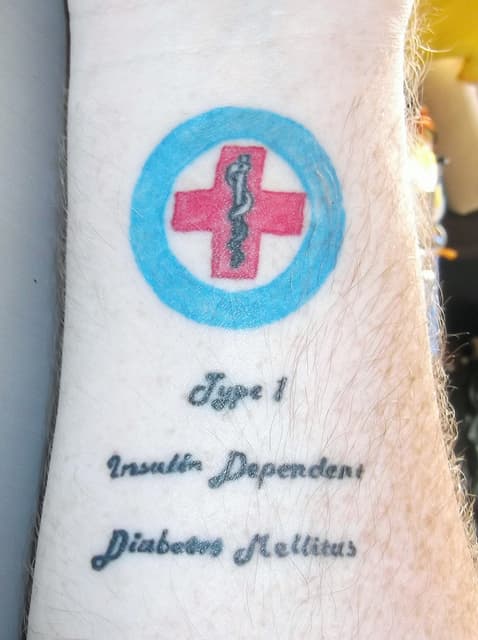 Type 1
Insulin Dependent
Diabetes Mellitus